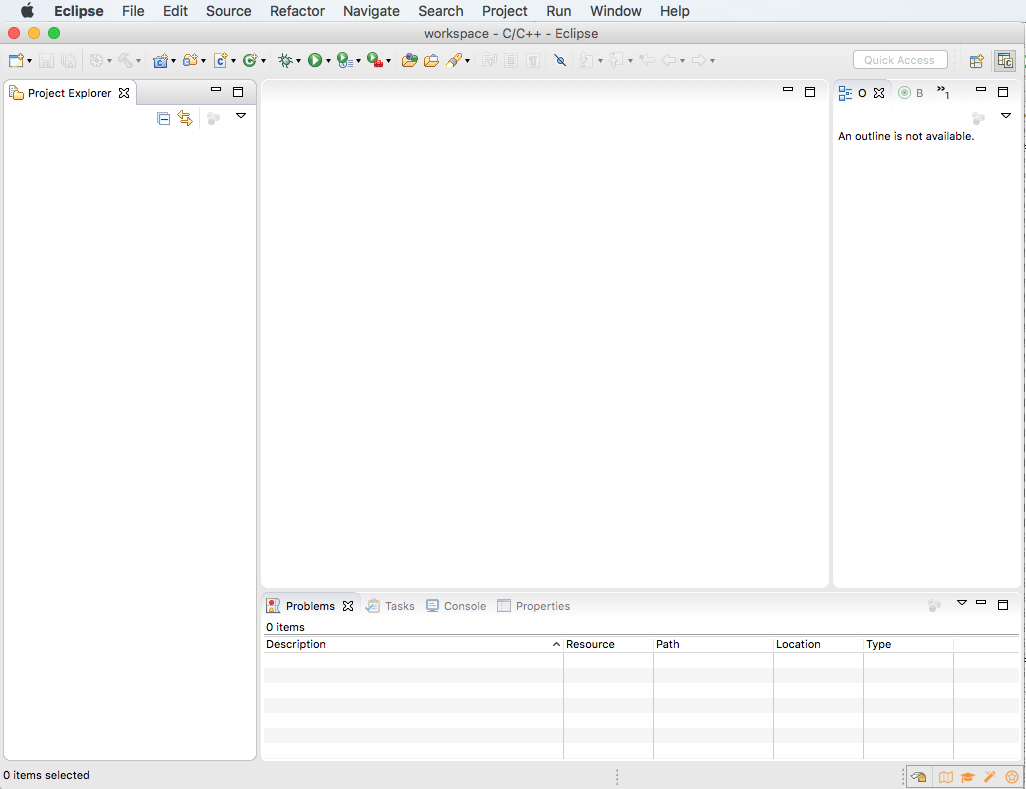 Eclipse File Edit Source Refactor Navigate Search Project Run Window Help
workspace - C/C++ - Eclipse
Quick Access
Project Explorer
O B »1
An outline is not available.
Problems Tasks Console Properties
0 items
Description Resource Path Location Type
0 items selected